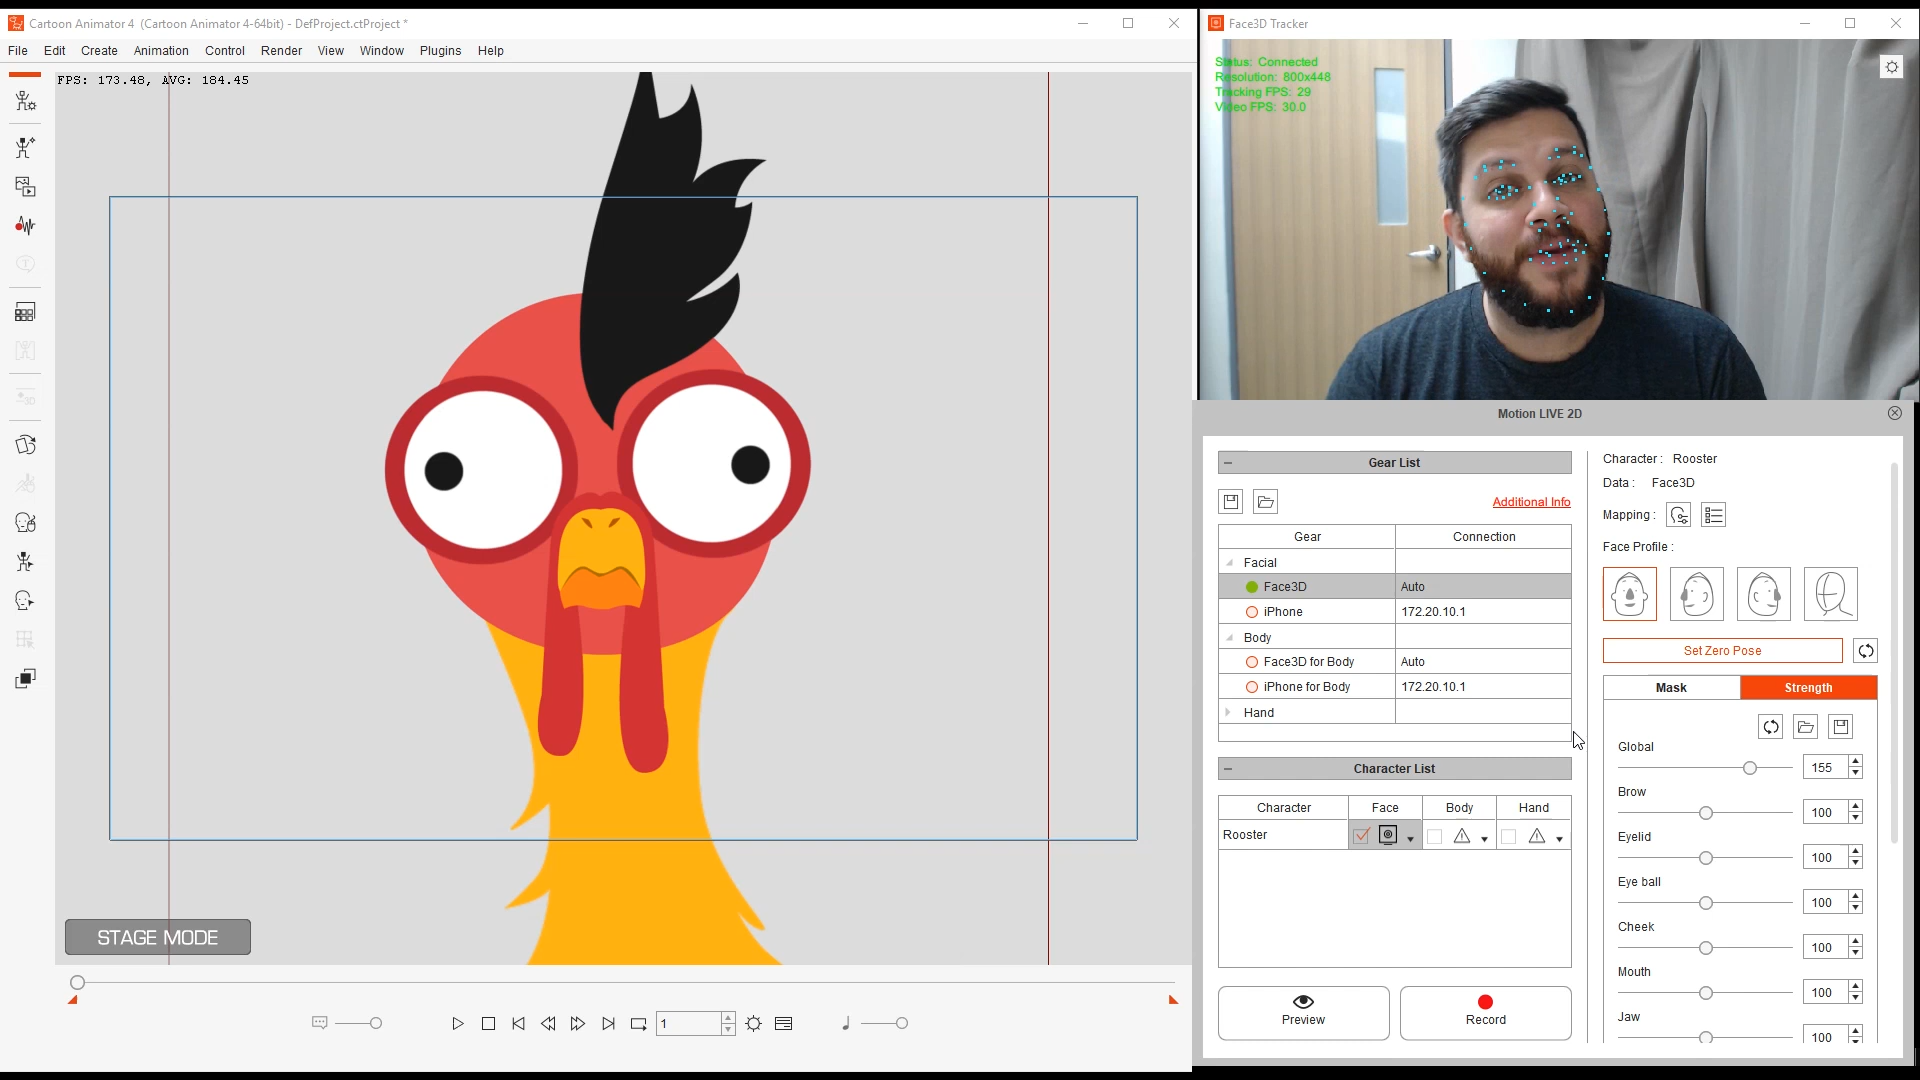 Cartoon Animator 4  (Cartoon Animator 4-64bit) - DefProject.ctProject *
File Edit Create Animation Control Render View Window Plugins Help
FPS: 173.48, AVG: 184.45
STAGE MODE
1
Face3D Tracker
Status: Connected
Resolution: 800x448
Tracking FPS: 29
Video FPS: 30.0
Motion LIVE 2D
Gear List
Additional Info
Gear Connection
Facial
Face3D Auto
iPhone 172.20.10.1
Body
Face3D for Body Auto
iPhone for Body 172.20.10.1
Hand
Character List
Character Face Body Hand
Rooster
Preview Record
Character : Rooster
Data : Face3D
Mapping :
Face Profile :
Set Zero Pose
Mask Strength
Global
155
Brow
100
Eyelid
100
Eye ball
100
Cheek
100
Mouth
100
Jaw
100